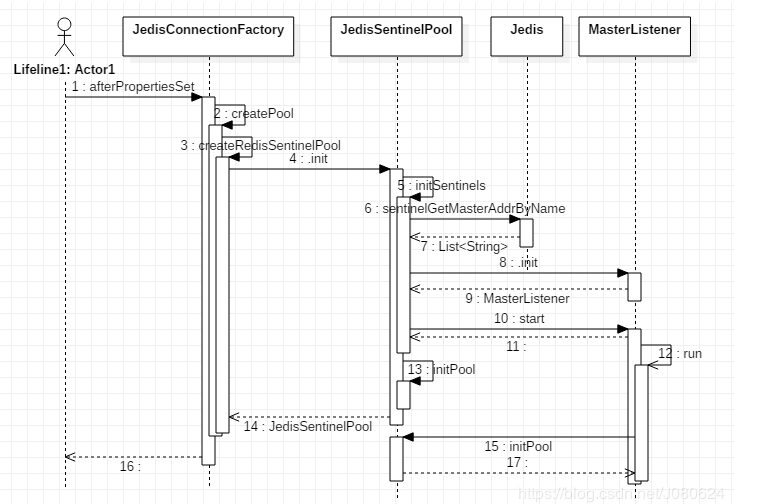 JedisConnectionFactory
JedisSentinelPool
Jedis
MasterListener
Lifeline1: Actor1
1 : afterPropertiesSet
2 : createPool
3 : createRedisSentinelPool
4 : .init
5 : initSentinels
6 : sentinelGetMasterAddrByName
7 : List<String>
8 : .init
9 : MasterListener
10 : start
11 :
12 : run
13 : initPool
14 : JedisSentinelPool
15 : initPool
16 :
17 :
https://blog.csdn.net/J080624